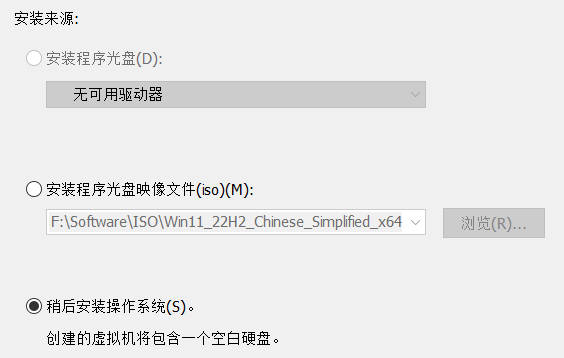 安装来源:
安装程序光盘(D):
无可用驱动器
安装程序光盘映像文件(iso)(M):
F:\Software\ISO\Win11_22H2_Chinese_Simplified_x64
浏览(R)...
稍后安装操作系统(S)。
创建的虚拟机将包含一个空白硬盘。